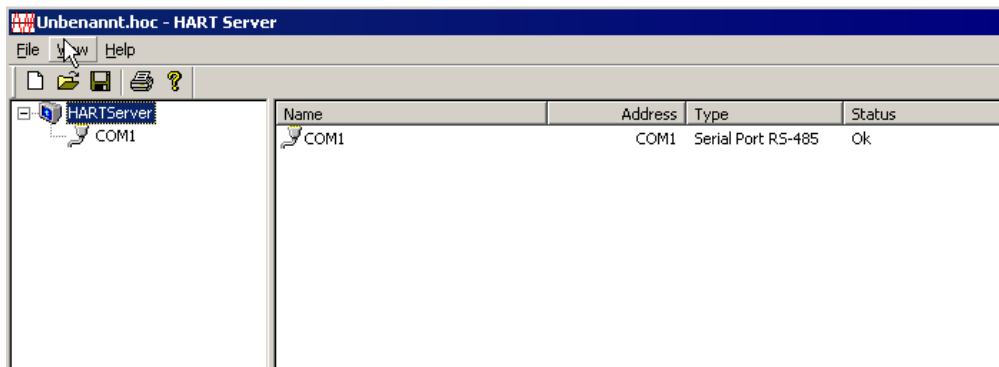 Unbenannt.hoc - HART Server
File View Help
HARTServer
COM1
Name Address Type Status
COM1 COM1 Serial Port RS-485 Ok